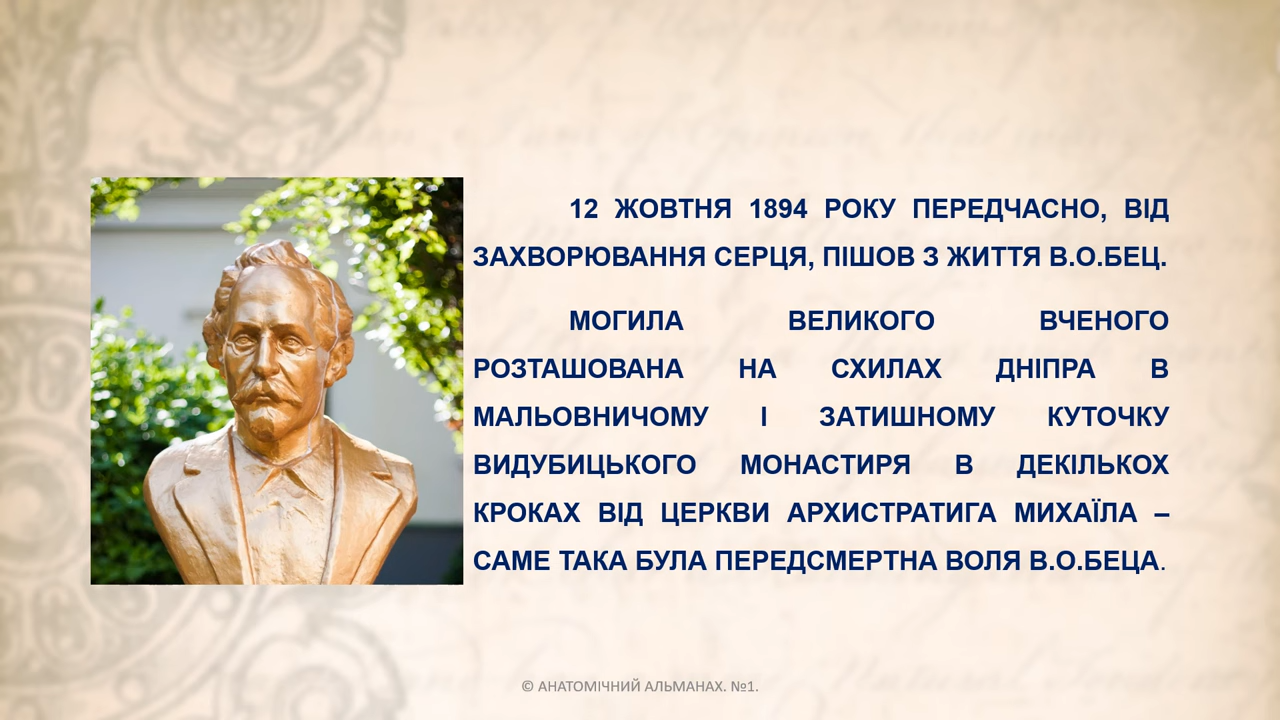 12 ЖОВТНЯ 1894 РОКУ ПЕРЕДЧАСНО, ВІД
ЗАХВОРЮВАННЯ СЕРЦЯ, ПІШОВ З ЖИТТЯ В.О.БЕЦ.
МОГИЛА ВЕЛИКОГО ВЧЕНОГО
РОЗТАШОВАНА НА СХИЛАХ ДНІПРА В
МАЛЬОВНИЧОМУ І ЗАТИШНОМУ КУТОЧКУ
ВИДУБИЦЬКОГО МОНАСТИРЯ В ДЕКІЛЬКОХ
КРОКАХ ВІД ЦЕРКВИ АРХИСТРАТИГА МИХАЇЛА –
САМЕ ТАКА БУЛА ПЕРЕДСМЕРТНА ВОЛЯ В.О.БЕЦА.
© АНАТОМІЧНИЙ АЛЬМАНАХ. №1.